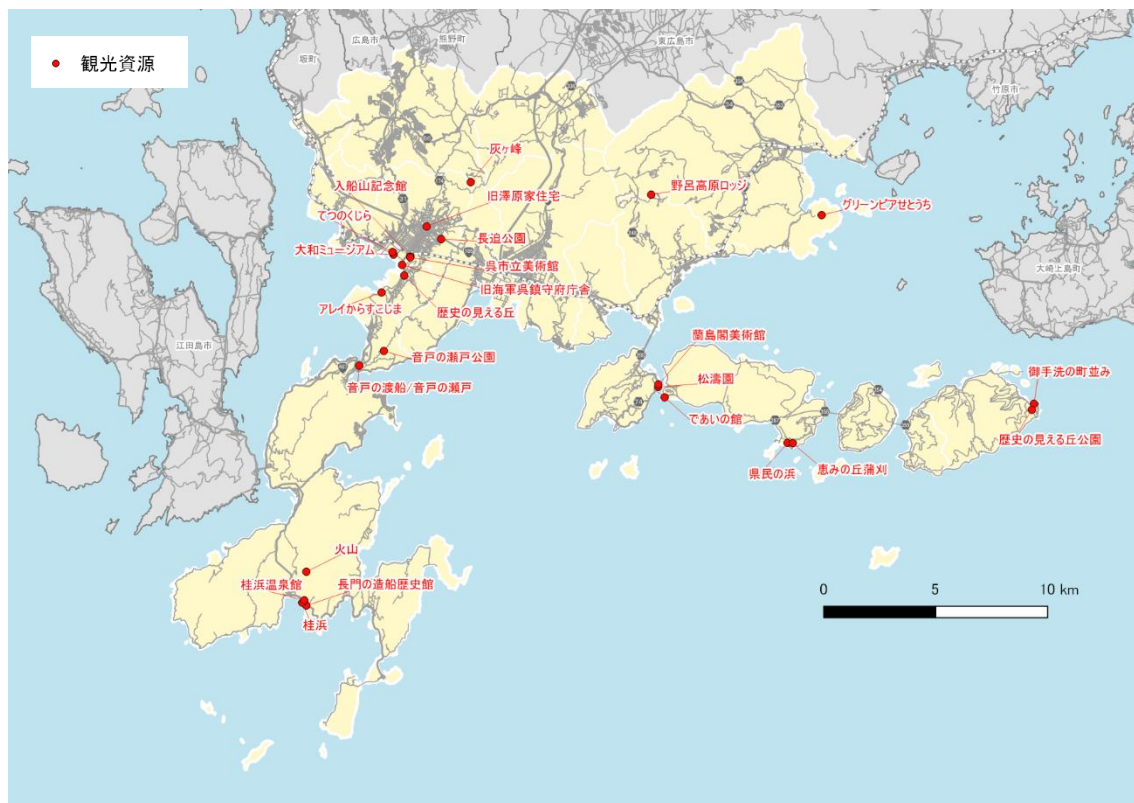 観光資源
広島市
熊野町
東広島市
坂町
竹原市
灰ヶ峰
入船山記念館
旧澤原家住宅
野呂高原ロッジ
グリーンピアせとうち
てつのくじら
長迫公園
大和ミュージアム
呉市立美術館
大崎上島町
旧海軍呉鎮守府庁舎
アレイからすこじま
歴史の見える丘
江田島市
蘭島閣美術館
音戸の瀬戸公園
松濤園
御手洗の町並み
音戸の渡船/音戸の瀬戸
であいの館
歴史の見える丘公園
県民の浜
恵みの丘蒲刈
火山
桂浜温泉館
長門の造船歴史館
桂浜
0 5 10 km